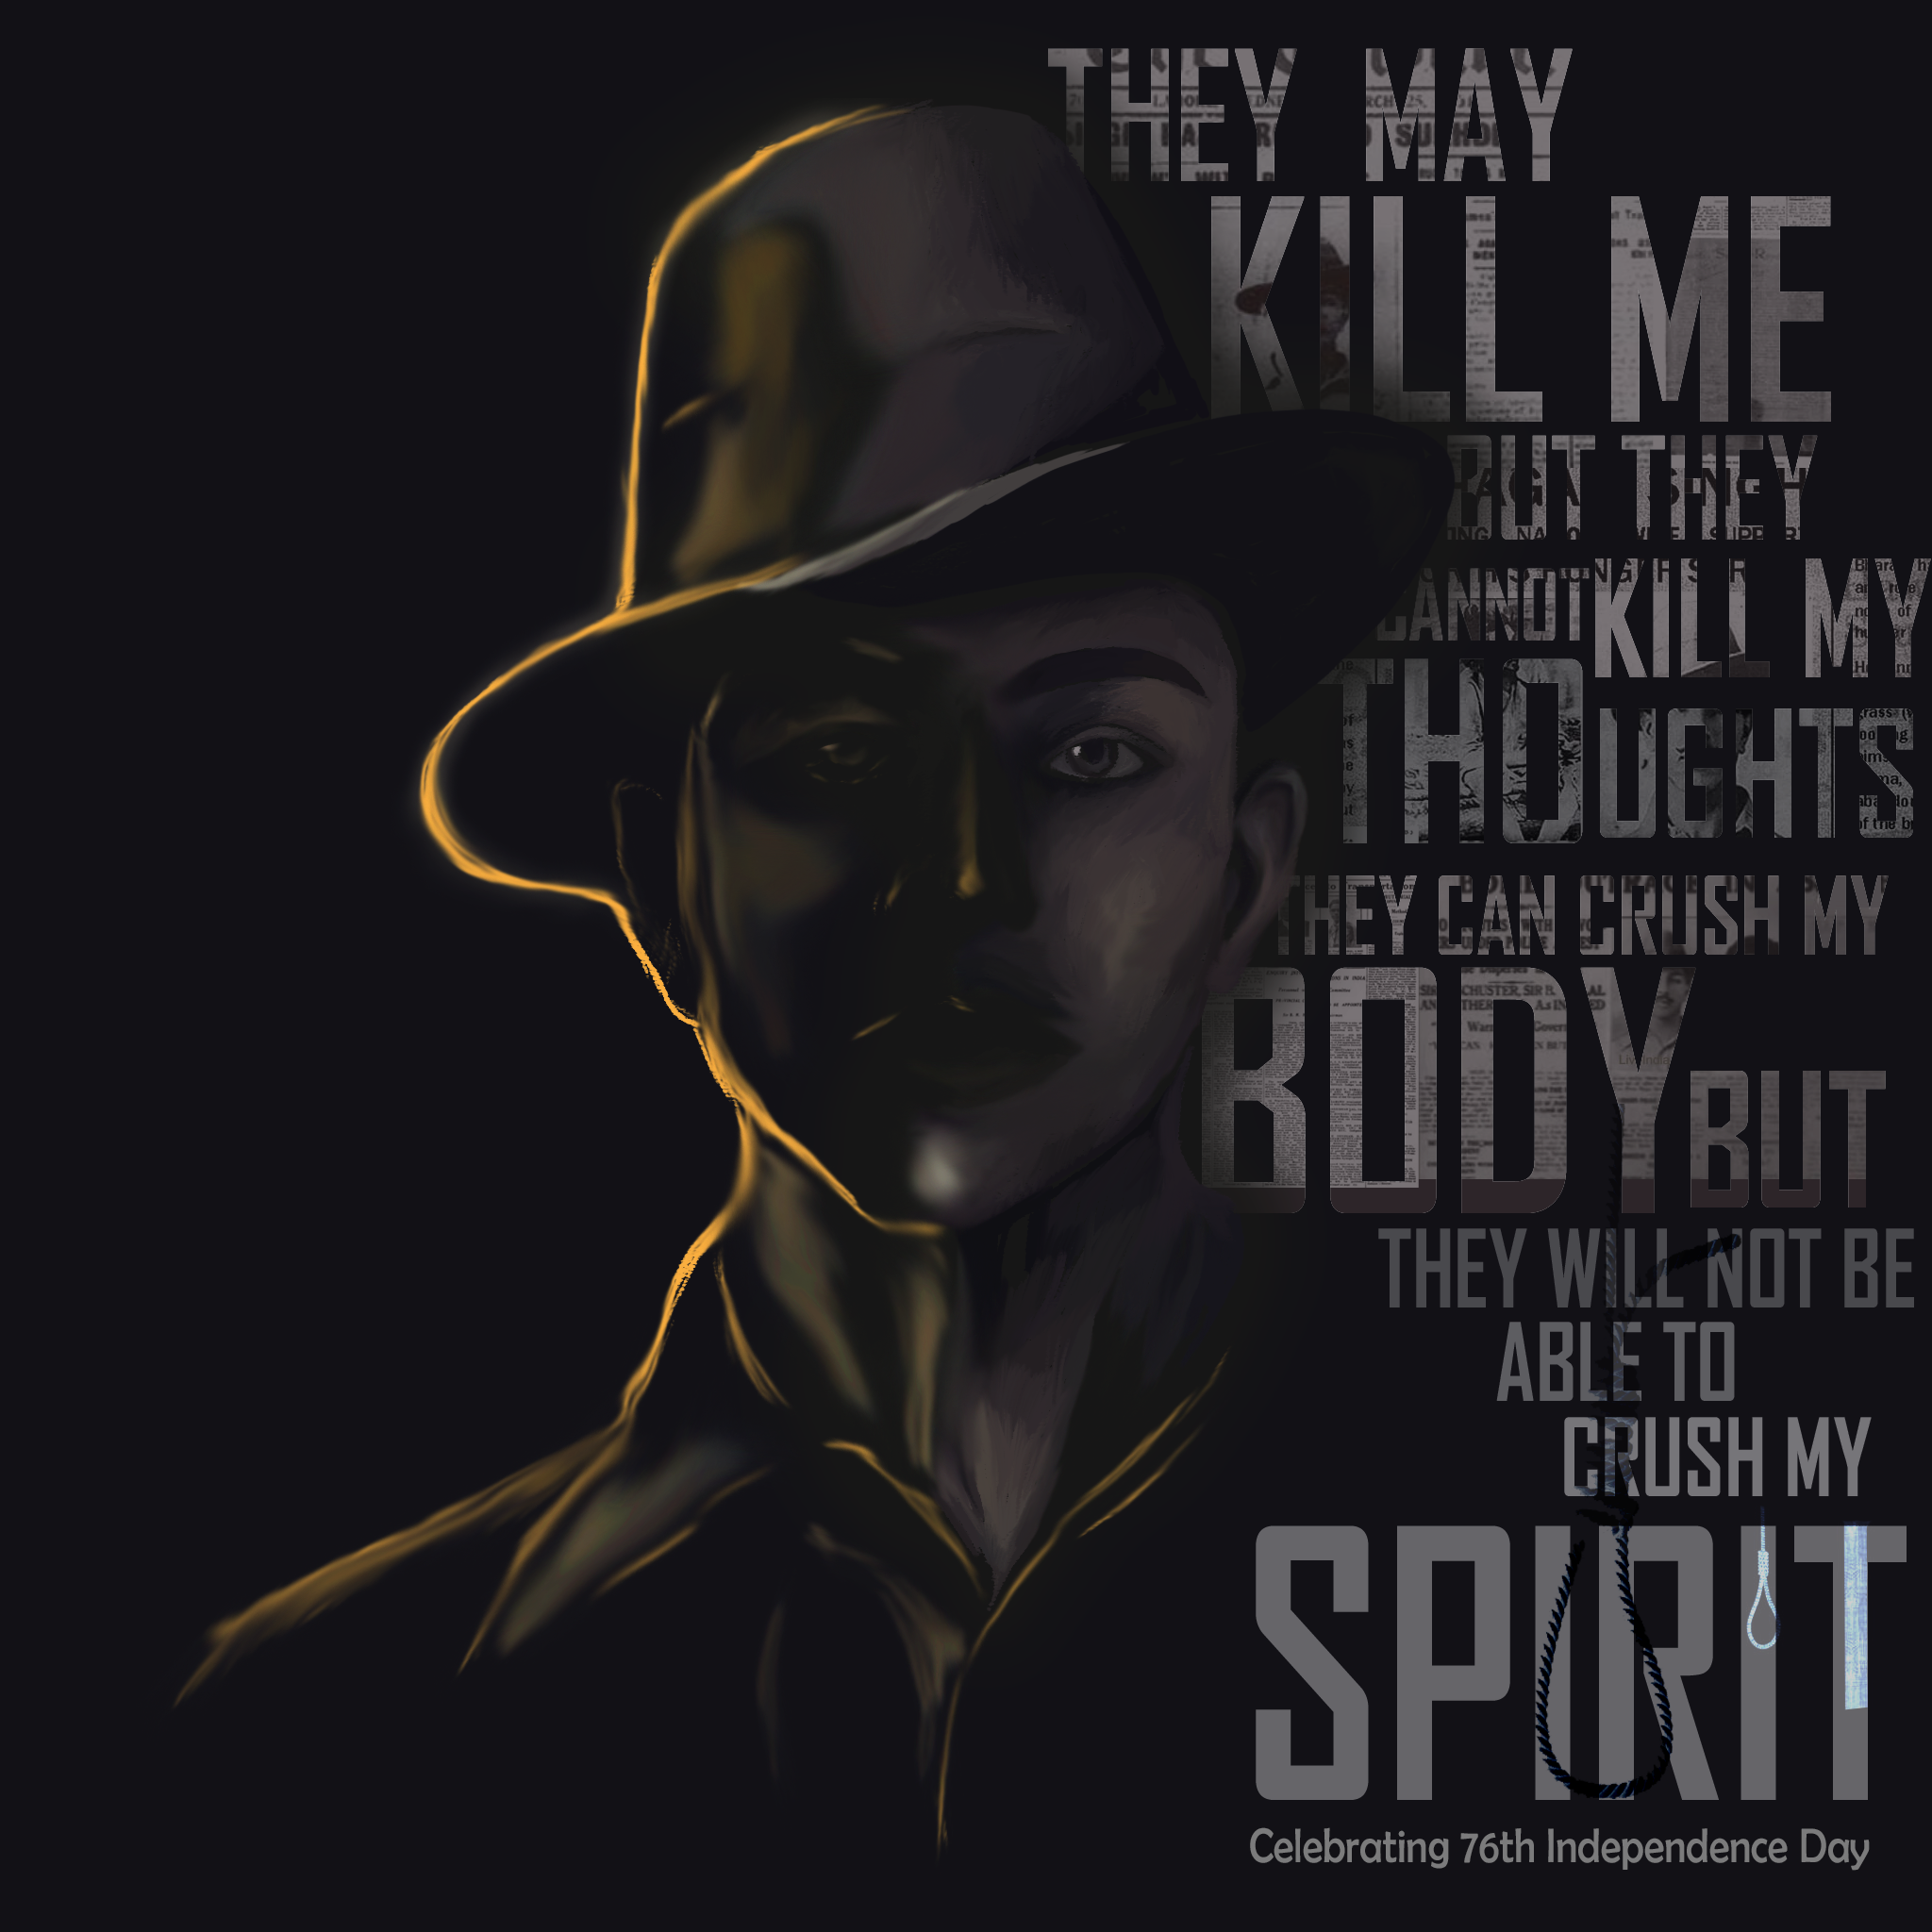 THEY MAY
KILL ME
BUT THEY
CANNOT KILL MY
THOUGHTS
THEY CAN CRUSH MY
BODY BUT
THEY WILL NOT BE
ABLE TO
CRUSH MY
SPIRIT
Celebrating 76th Independence Day